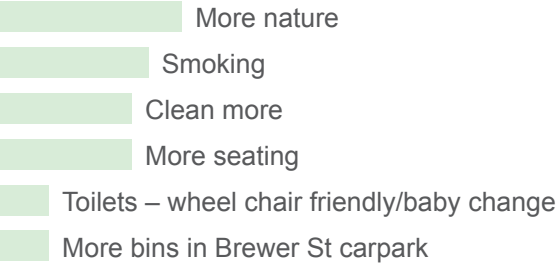 More nature
Smoking
Clean more
More seating
Toilets – wheel chair friendly/baby change
More bins in Brewer St carpark